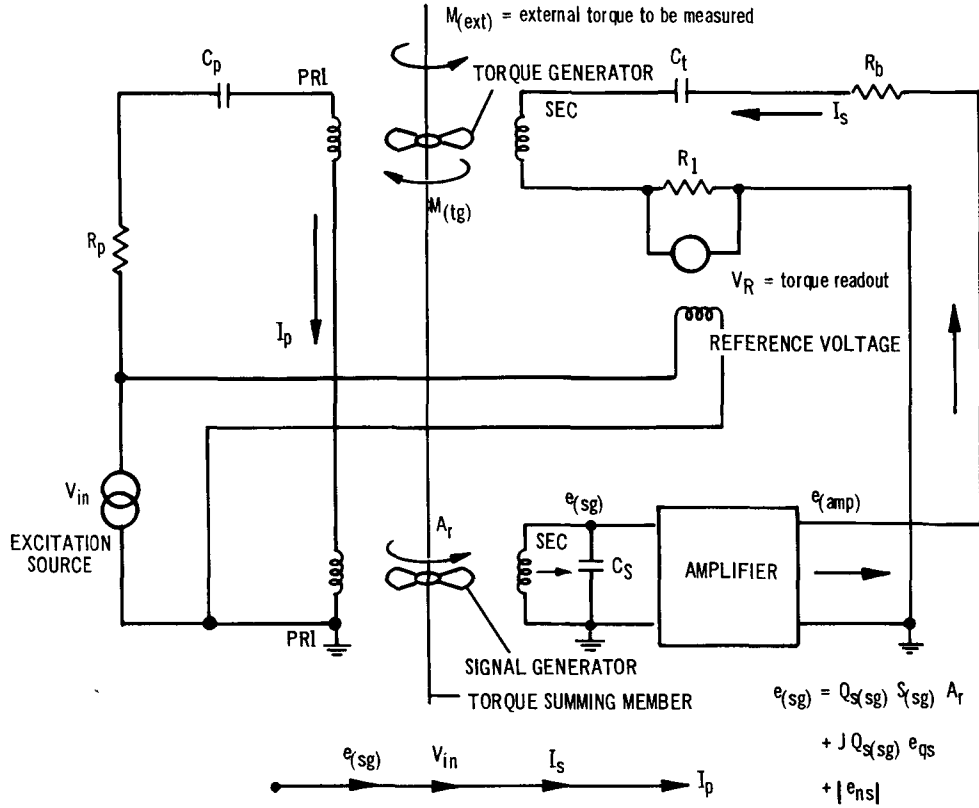 M(ext) = external torque to be measured
Cp
PRI
TORQUE GENERATOR
Ct
Rb
SEC
Is
R1
M(tg)
Rp
VR = torque readout
Ip
REFERENCE VOLTAGE
Vin
EXCITATION
SOURCE
Ar
e(sg)
e(amp)
SEC
CS
AMPLIFIER
PRI
SIGNAL GENERATOR
TORQUE SUMMING MEMBER
e(sg) = Qs(sg) S(sg) Ar
+ J Qs(sg) eqs
+ |ens|
e(sg)
Vin
Is
Ip